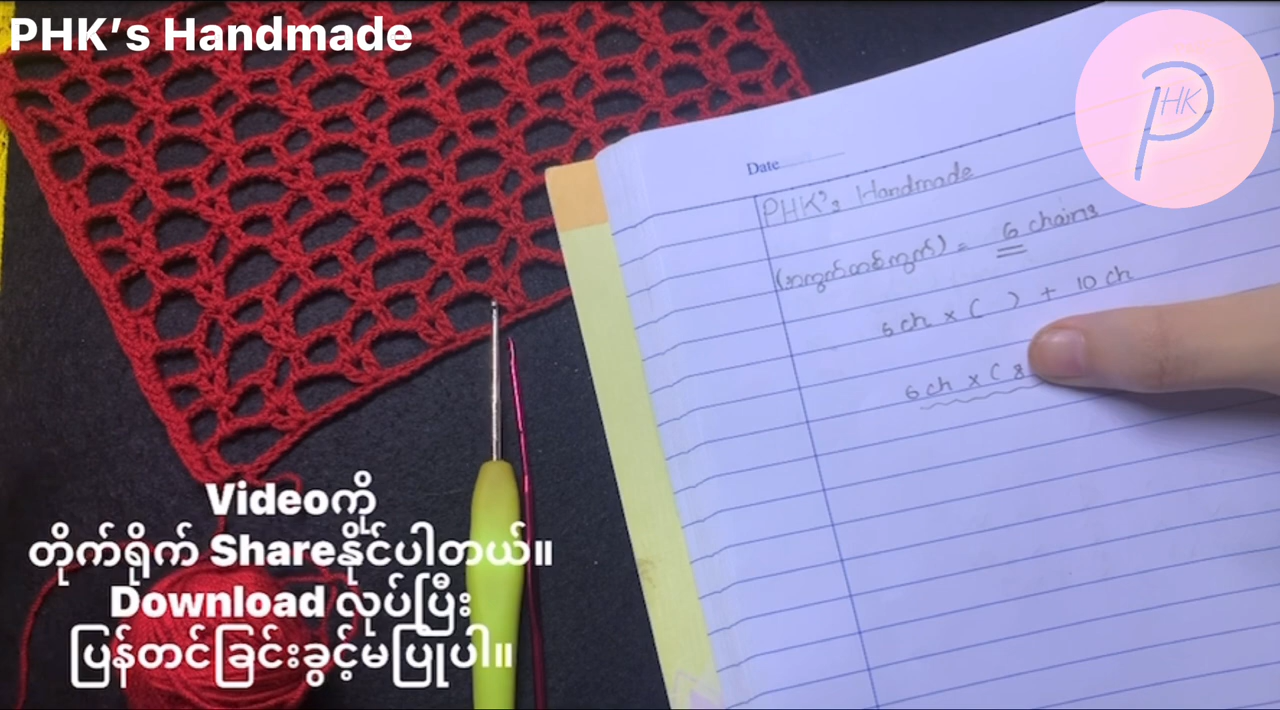 PHK's Handmade
PHK
Date
PHK's Handmade
(အကွက်တစ်ကွက်) = 6 chains
6 ch × ( ) + 10 ch
6 ch × ( 8
Videoကို
တိုက်ရိုက် Shareနိုင်ပါတယ်။
Download လုပ်ပြီး
ပြန်တင်ခြင်းခွင့်မပြုပါ။